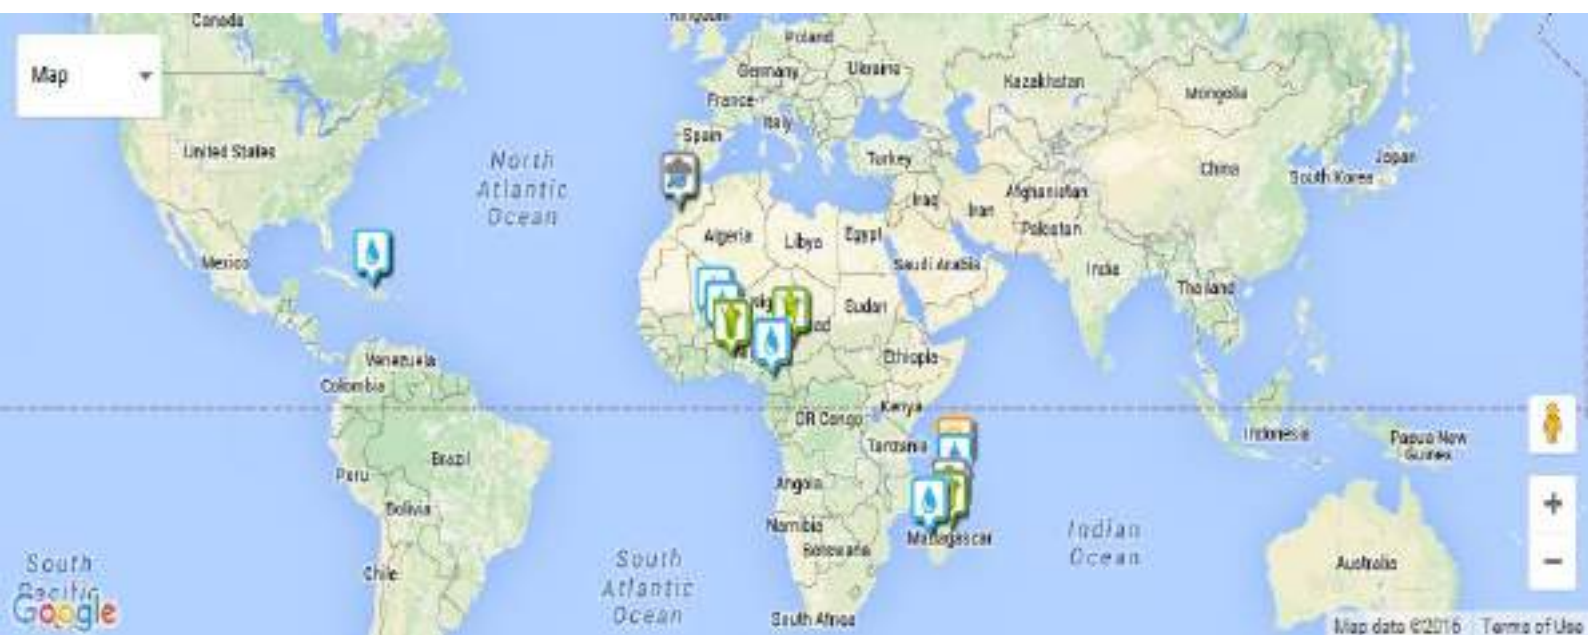 Canada
Kingdom
Poland
Map
Germany
Ukraine
Kazakhstan
Mongolia
France
Italy
Spain
United States
North
Atlantic
Ocean
Turkey
China
Japan
South Korea
Iraq
Iran
Afghanistan
Pakistan
Algeria
Libya
Egypt
Mexico
Saudi Arabia
India
Thailand
Sudan
Ethiopia
Venezuela
Colombia
DR Congo
Kenya
Tanzania
Indonesia
Papua New
Guinea
Brazil
Peru
Angola
Bolivia
Namibia
Botswana
Madagascar
Indian
Ocean
South
Pacific
Google
Chile
South
Atlantic
Ocean
Australia
South Africa
+
−
Map data ©2016
Terms of Use